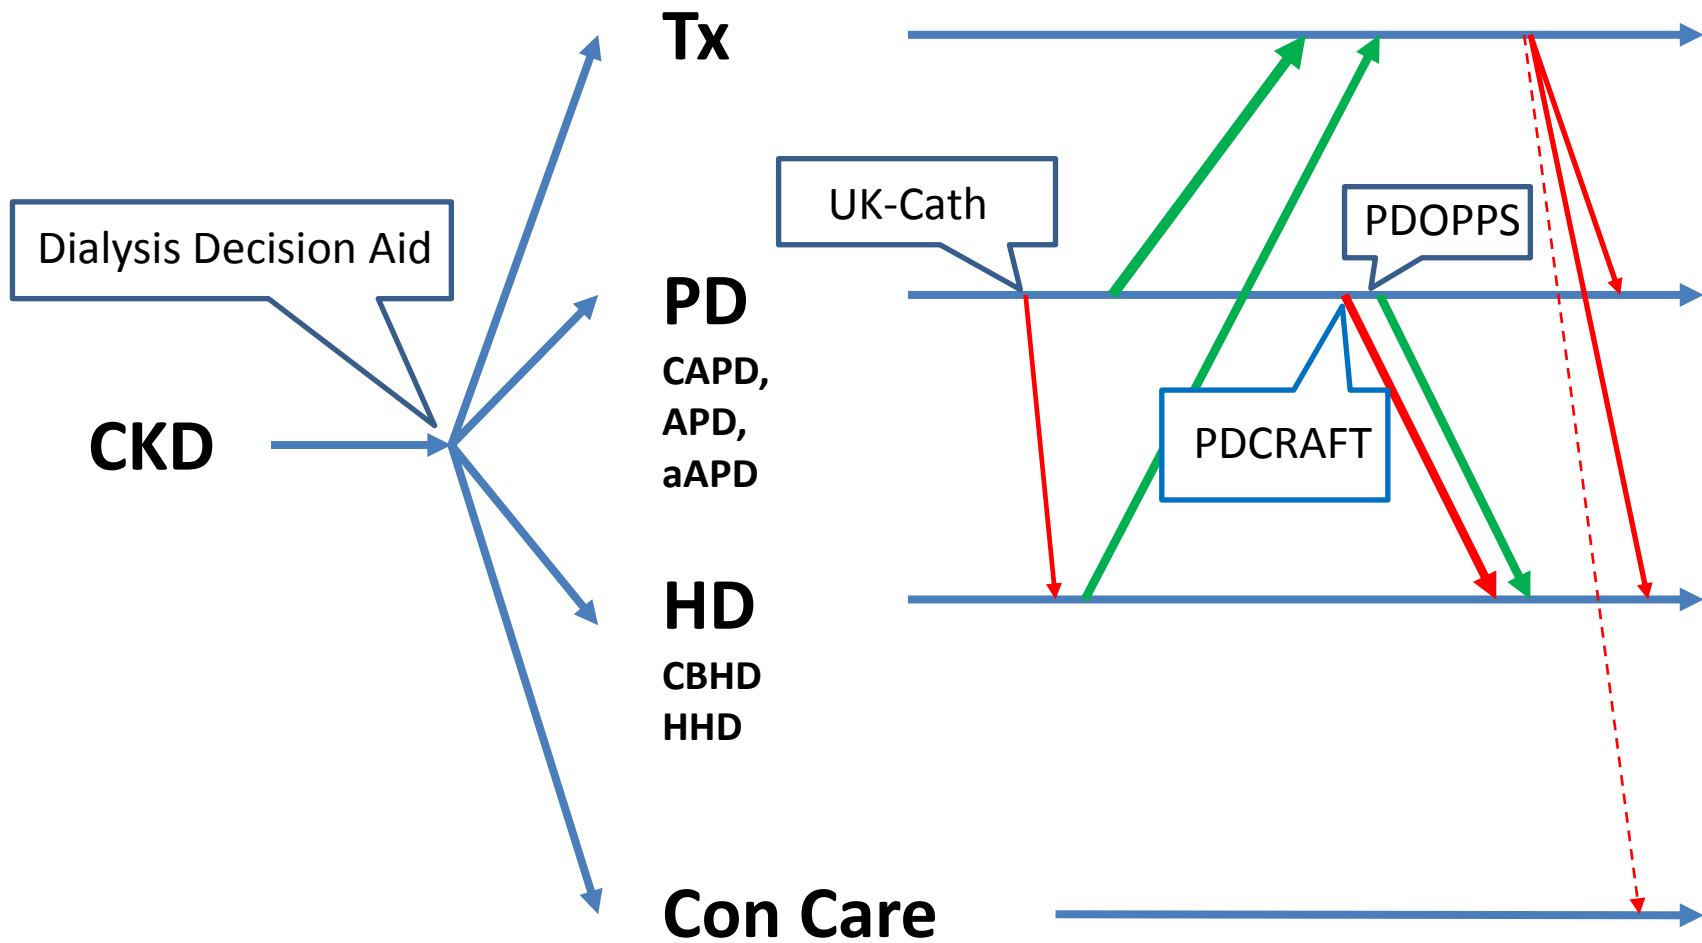 Tx
UK-Cath
PDOPPS
Dialysis Decision Aid
PD
CAPD,
APD,
aAPD
CKD
PDCRAFT
HD
CBHD
HHD
Con Care